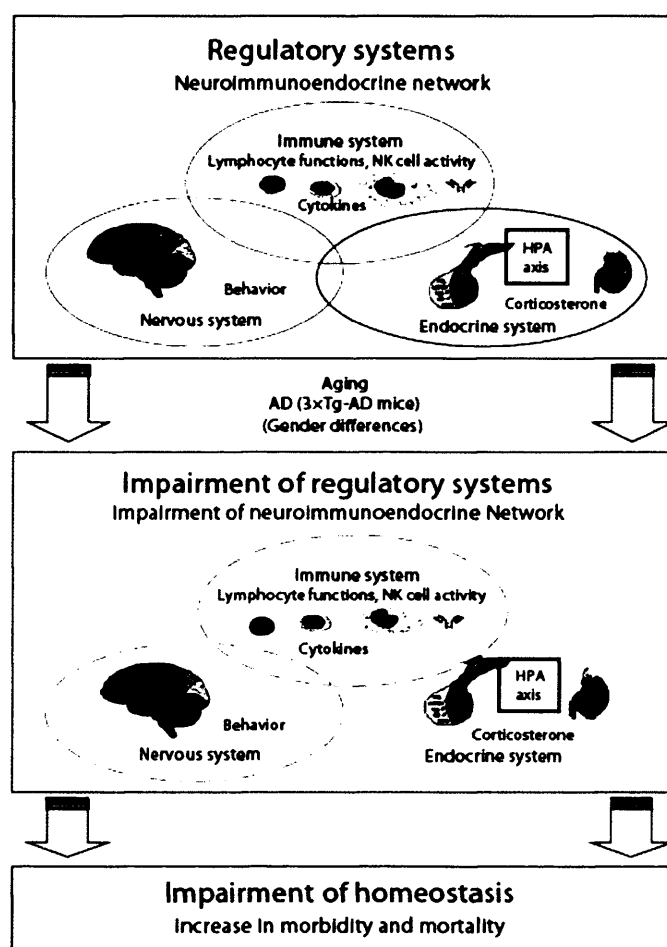 Regulatory systems
Neuroimmunoendocrine network
Immune system
Lymphocyte functions, NK cell activity
Cytokines
HPA
axis
Behavior
Corticosterone
Nervous system
Endocrine system
Aging
AD (3×Tg-AD mice)
(Gender differences)
Impairment of regulatory systems
Impairment of neuroimmunoendocrine Network
Immune system
Lymphocyte functions, NK cell activity
Cytokines
HPA
axis
Behavior
Corticosterone
Nervous system
Endocrine system
Impairment of homeostasis
Increase in morbidity and mortality